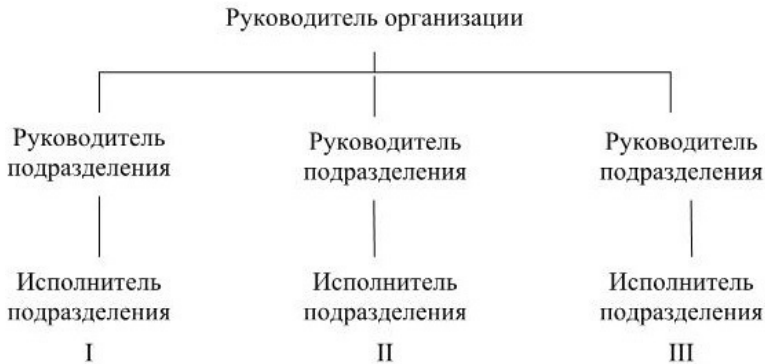 Руководитель организации
Руководитель подразделения
Руководитель подразделения
Руководитель подразделения
Исполнитель подразделения
Исполнитель подразделения
Исполнитель подразделения
I
II
III